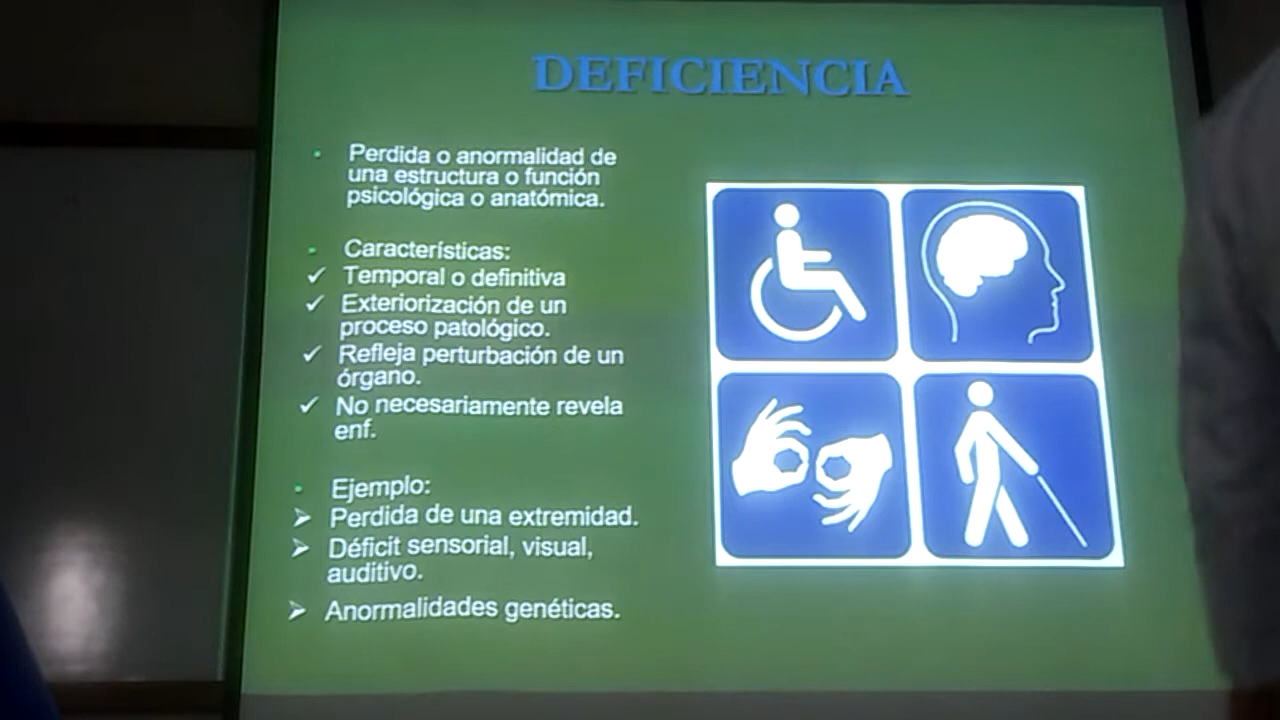 DEFICIENCIA
• Perdida o anormalidad de
una estructura o función
psicológica o anatómica.
• Características:
✓ Temporal o definitiva
✓ Exteriorización de un
proceso patológico.
✓ Refleja perturbación de un
órgano.
✓ No necesariamente revela
enf.
• Ejemplo:
➢ Perdida de una extremidad.
➢ Déficit sensorial, visual,
auditivo.
➢ Anormalidades genéticas.